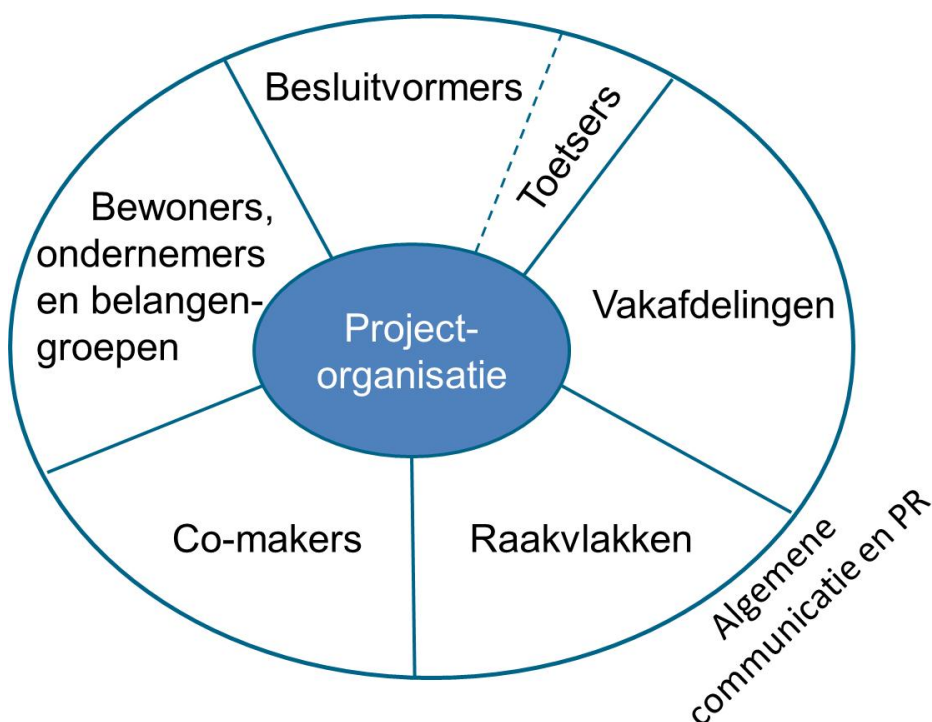 Besluitvormers
Toetsers
Bewoners,
ondernemers
en belangen-
groepen
Vakafdelingen
Project-
organisatie
Co-makers
Raakvlakken
Algemene
communicatie en PR